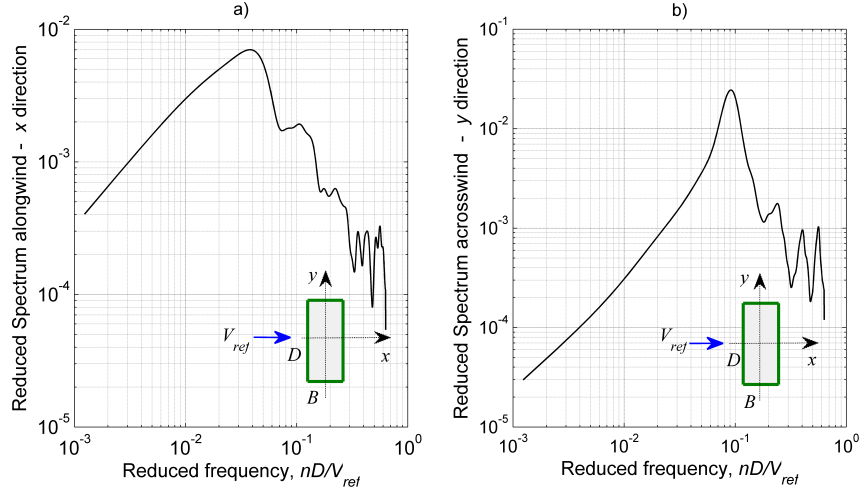 a)
Reduced Spectrum alongwind - x direction
10^-2
10^-3
10^-4
10^-5
10^-3 10^-2 10^-1 10^0
Reduced frequency, nD/V_ref
y
V_ref
D
x
B
b)
Reduced Spectrum acrosswind - y direction
10^-1
10^-2
10^-3
10^-4
10^-5
10^-3 10^-2 10^-1 10^0
Reduced frequency, nD/V_ref
y
V_ref
D
x
B